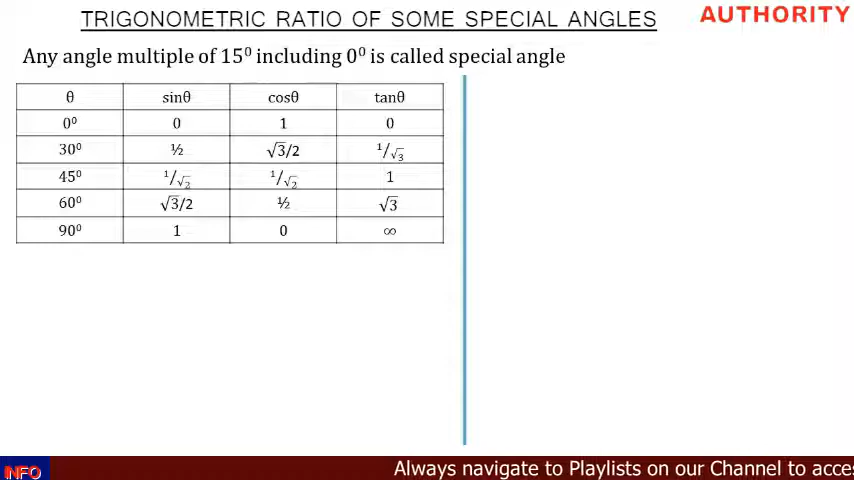 TRIGONOMETRIC RATIO OF SOME SPECIAL ANGLES
AUTHORITY
Any angle multiple of 15⁰ including 0⁰ is called special angle
θ sinθ cosθ tanθ
0⁰ 0 1 0
30⁰ ½ √3/2 ¹/√3
45⁰ ¹/√2 ¹/√2 1
60⁰ √3/2 ½ √3
90⁰ 1 0 ∞
INFO
Always navigate to Playlists on our Channel to acce